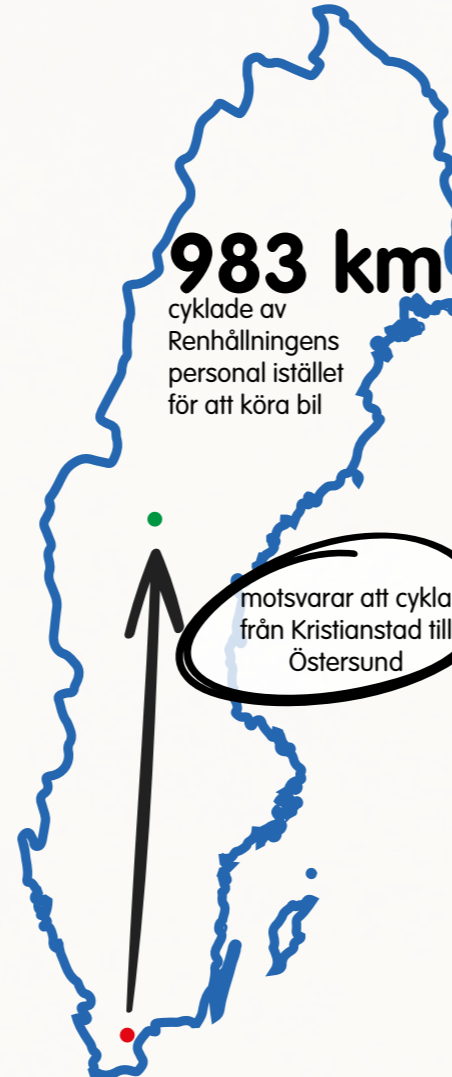 983 km
cyklade av
Renhållningens
personal istället
för att köra bil
motsvarar att cykla
från Kristianstad till
Östersund